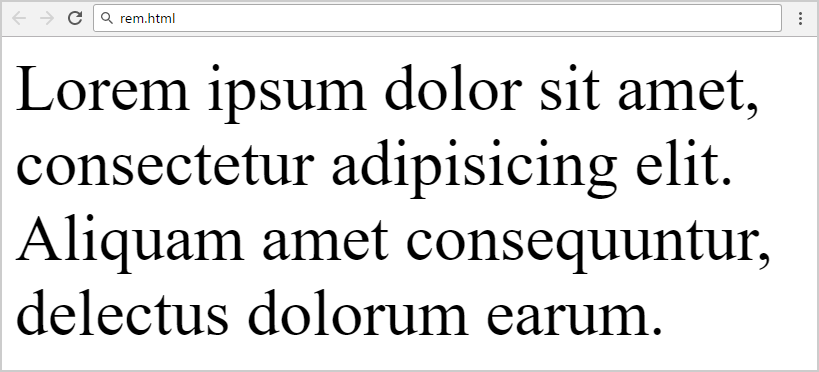 rem.html
Lorem ipsum dolor sit amet,
consectetur adipisicing elit.
Aliquam amet consequuntur,
delectus dolorum earum.